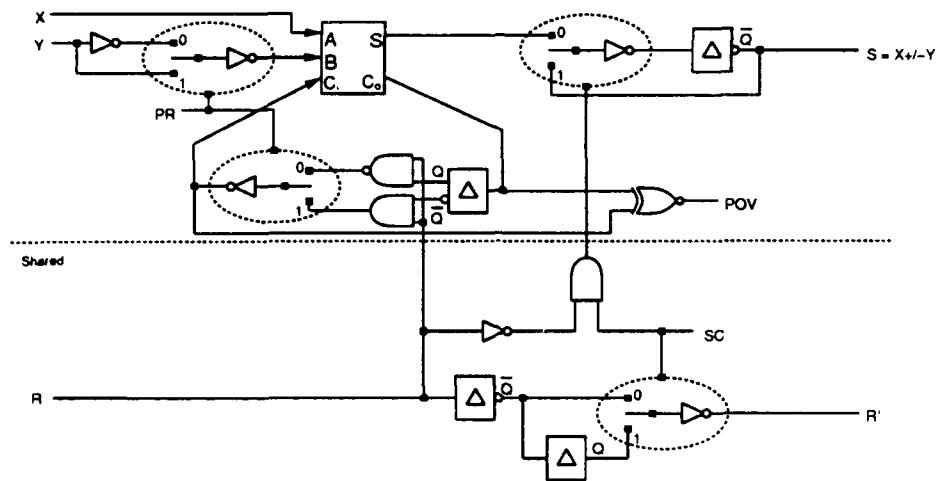 X
Y
0
1
PR
A
B
C.
S
Co
0
1
Q̅
S = X+/-Y
0
1
Q
Q̅
POV
Shared
SC
R
Q̅
Q
0
1
R'